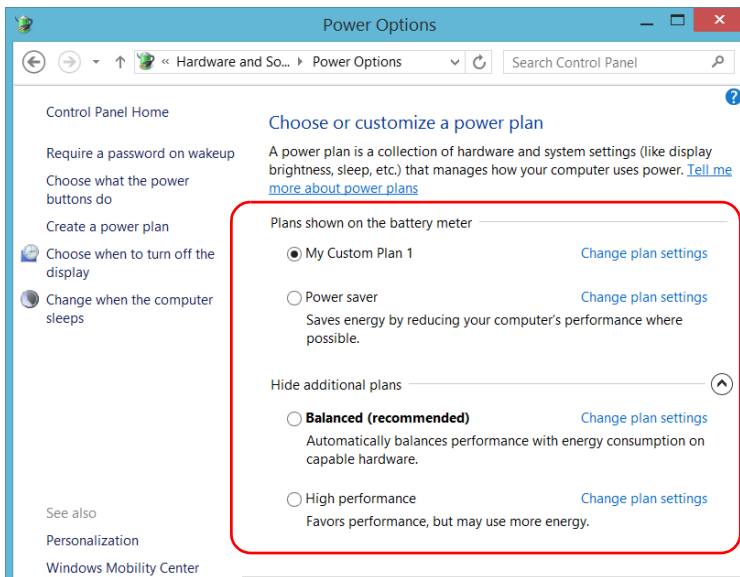 Power Options
« Hardware and So... Power Options
Search Control Panel
Control Panel Home
Require a password on wakeup
Choose what the power
buttons do
Create a power plan
Choose when to turn off the
display
Change when the computer
sleeps
See also
Personalization
Windows Mobility Center
?
Choose or customize a power plan
A power plan is a collection of hardware and system settings (like display
brightness, sleep, etc.) that manages how your computer uses power. Tell me
more about power plans
Plans shown on the battery meter
My Custom Plan 1 Change plan settings
Power saver Change plan settings
Saves energy by reducing your computer's performance where
possible.
Hide additional plans
Balanced (recommended) Change plan settings
Automatically balances performance with energy consumption on
capable hardware.
High performance Change plan settings
Favors performance, but may use more energy.